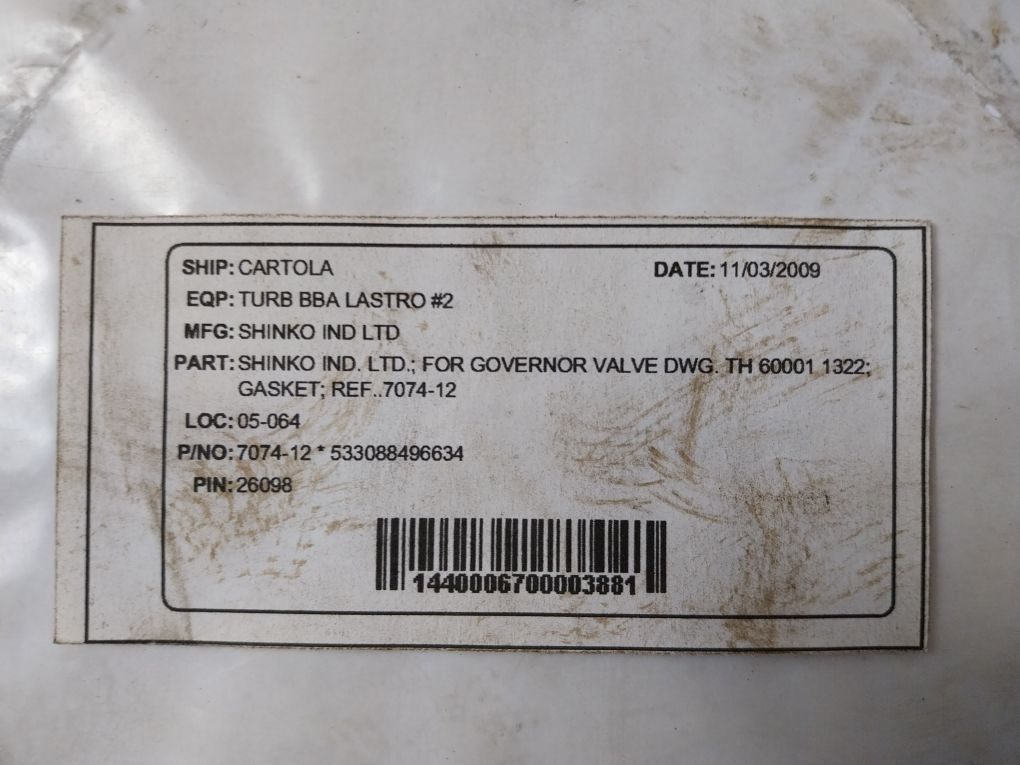 SHIP: CARTOLA DATE: 11/03/2009
EQP: TURB BBA LASTRO #2
MFG: SHINKO IND LTD
PART: SHINKO IND. LTD.; FOR GOVERNOR VALVE DWG. TH 60001 1322;
GASKET; REF..7074-12
LOC: 05-064
P/NO: 7074-12 * 533088496634
PIN: 26098
1440006700003881